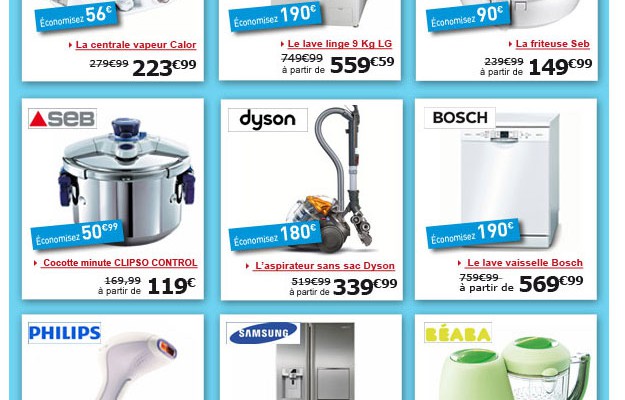 Économisez 56€
Économisez 190€
Économisez 90€
La centrale vapeur Calor
Le lave linge 9 Kg LG
La friteuse Seb
279€99 223€99
749€99
à partir de 559€59
239€99
à partir de 149€99
SEB
dyson
BOSCH
Économisez 50€99
Économisez 180€
Économisez 190€
Cocotte minute CLIPSO CONTROL
L'aspirateur sans sac Dyson
Le lave vaisselle Bosch
169,99
à partir de 119€
519€99
à partir de 339€99
759€99
à partir de 569€99
PHILIPS
SAMSUNG
BÉABA